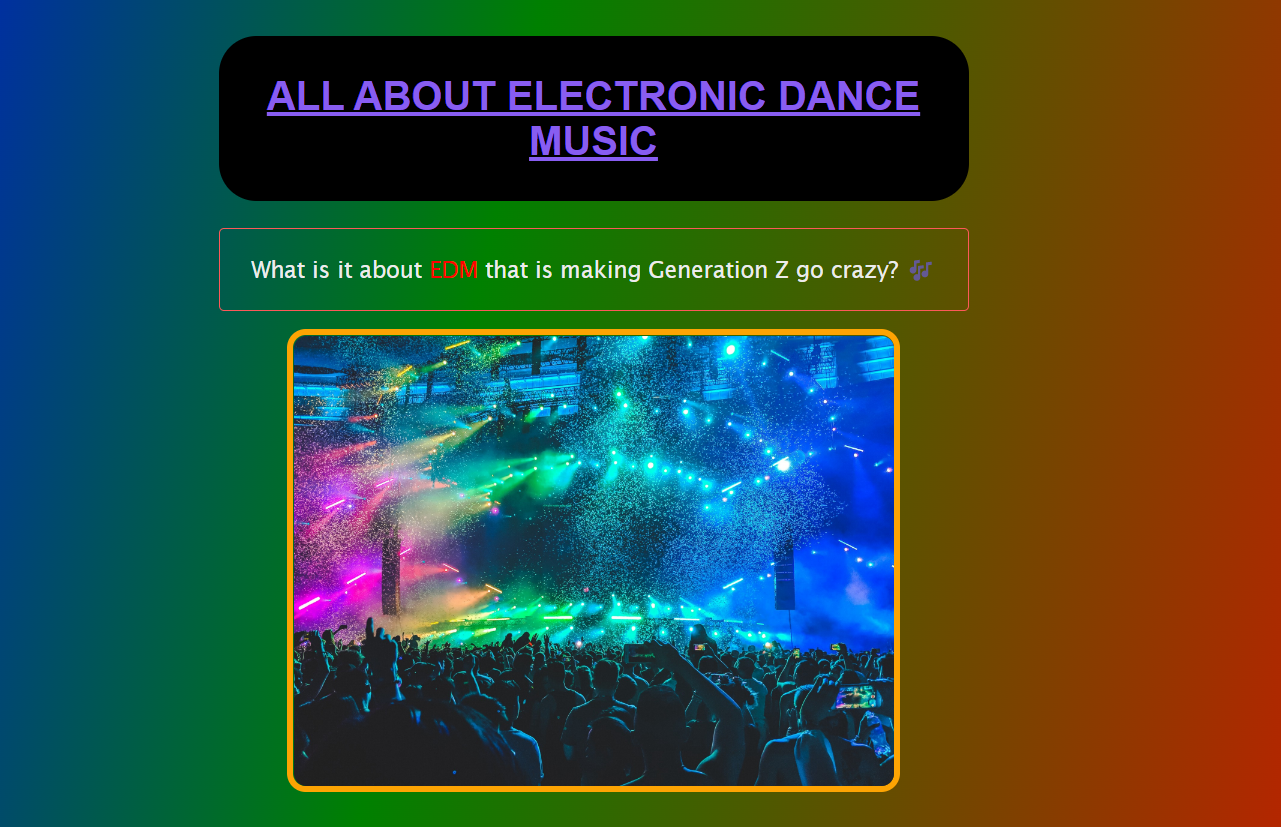 ALL ABOUT ELECTRONIC DANCE
MUSIC
What is it about EDM that is making Generation Z go crazy? 🎶